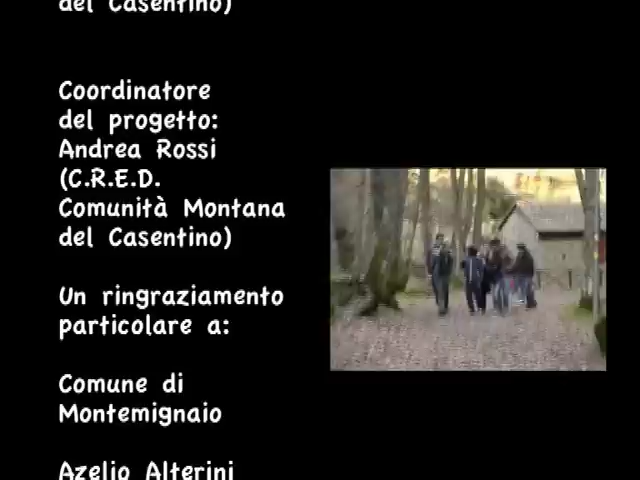 del Casentino)
Coordinatore
del progetto:
Andrea Rossi
(C.R.E.D.
Comunità Montana
del Casentino)
Un ringraziamento
particolare a:
Comune di
Montemignaio
Azelio Alterini